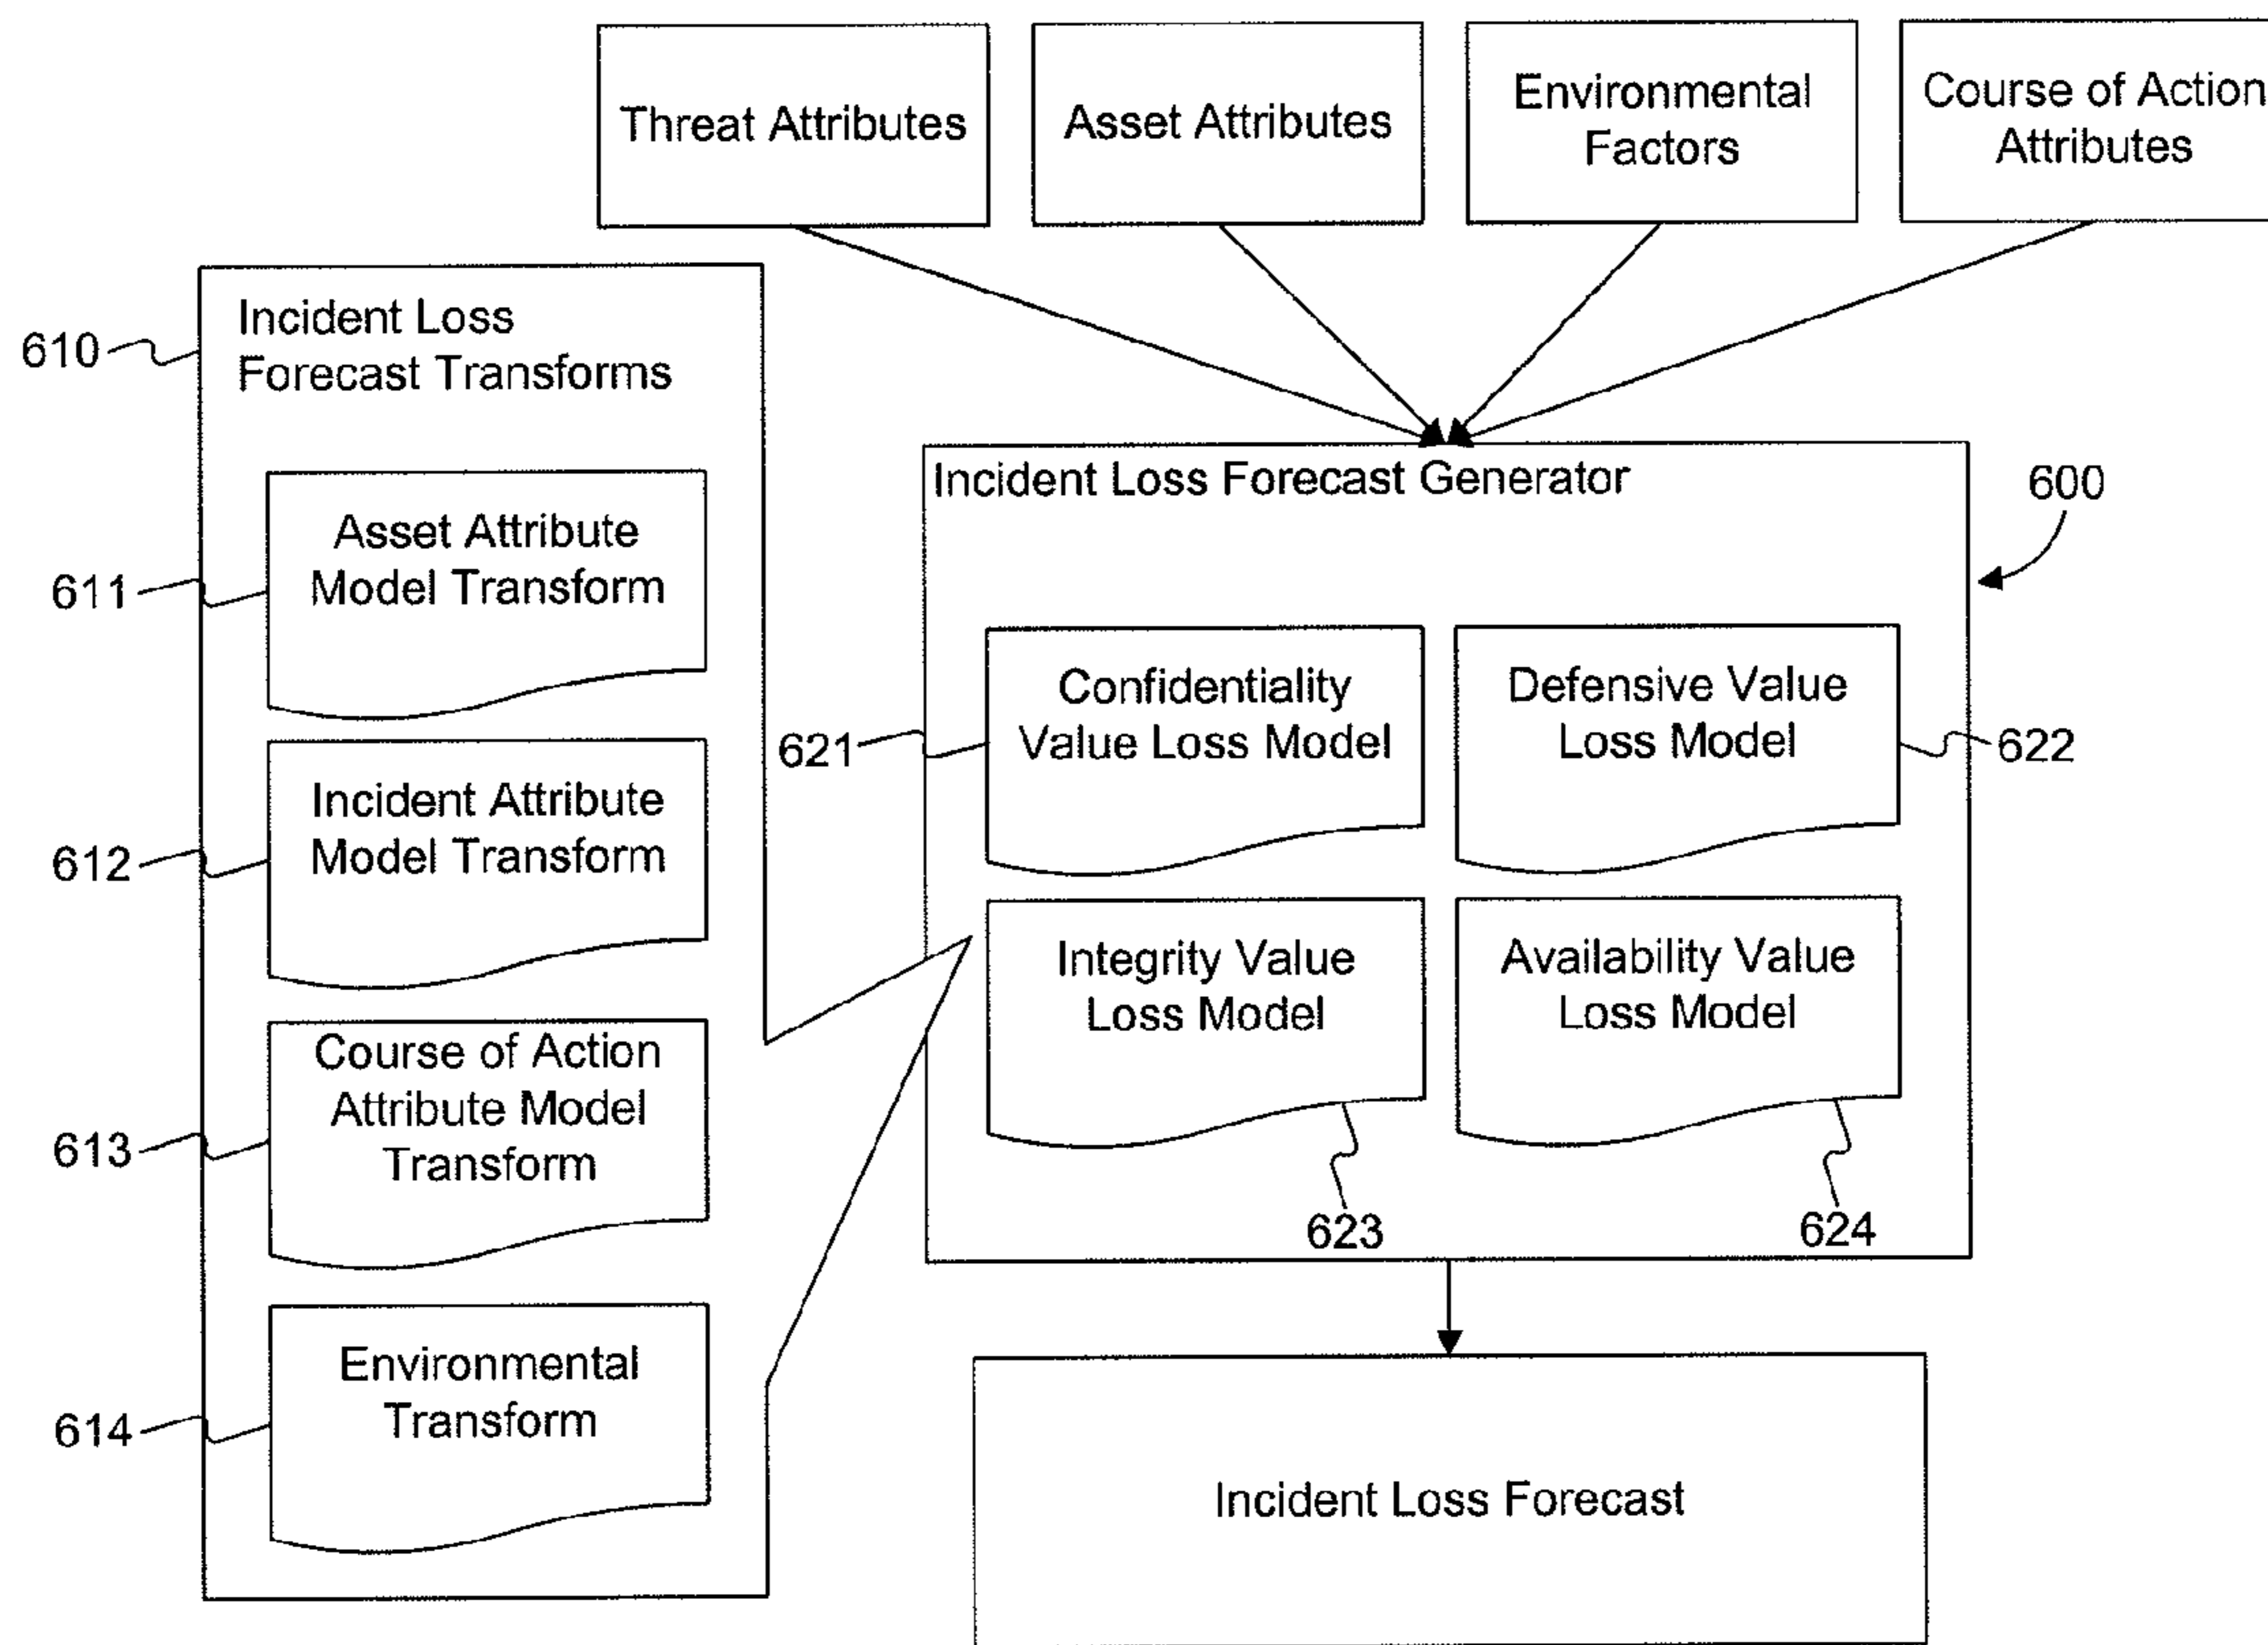 Threat Attributes
Asset Attributes
Environmental
Factors
Course of Action
Attributes
Incident Loss
Forecast Transforms
610
Asset Attribute
Model Transform
611
Incident Attribute
Model Transform
612
Course of Action
Attribute Model
Transform
613
Environmental
Transform
614
Incident Loss Forecast Generator
600
Confidentiality
Value Loss Model
621
Defensive Value
Loss Model
622
Integrity Value
Loss Model
623
Availability Value
Loss Model
624
Incident Loss Forecast